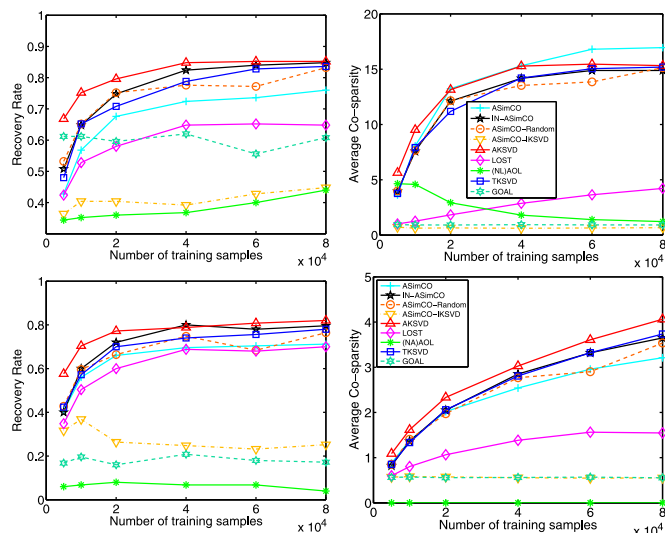 1
0.9
0.8
0.7
0.6
0.5
0.4
Recovery Rate
0
2
4
6
8
Number of training samples
x 10^4
20
15
10
5
0
Average Co-sparsity
ASimCO
IN-ASimCO
ASimCO-Random
ASimCO-IKSVD
AKSVD
LOST
(NL)AOL
TKSVD
GOAL
0
2
4
6
8
Number of training samples
x 10^4
1
0.8
0.6
0.4
0.2
0
Recovery Rate
0
2
4
6
8
Number of training samples
x 10^4
5
4
3
2
1
0
Average Co-sparsity
ASimCO
IN-ASimCO
ASimCO-Random
ASimCO-IKSVD
AKSVD
LOST
(NA)AOL
TKSVD
GOAL
0
2
4
6
8
Number of training samples
x 10^4